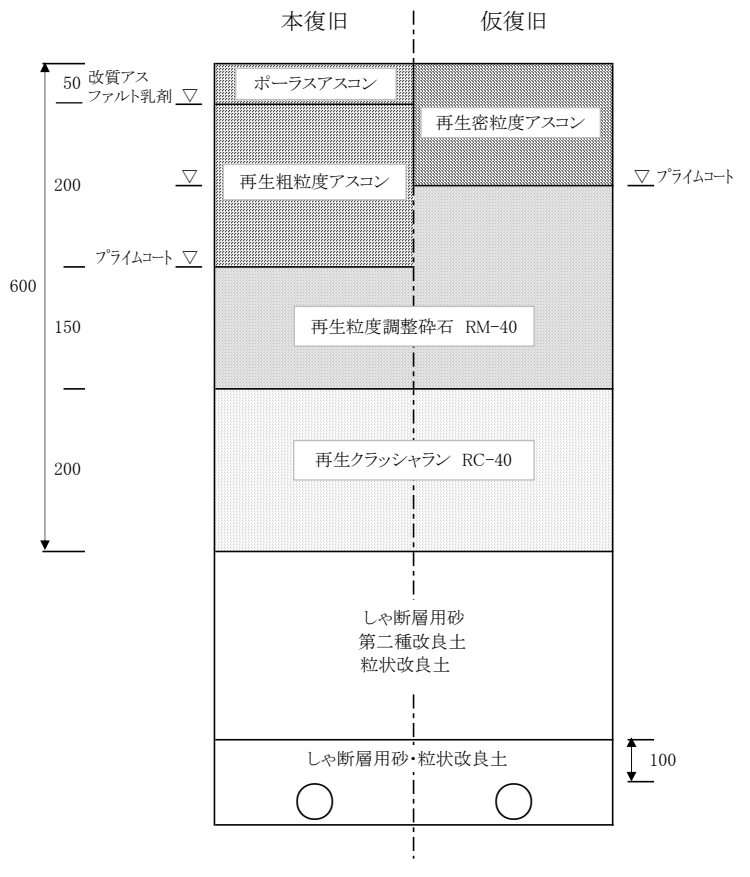 本復旧
仮復旧
50
改質アス
ファルト乳剤 ▽
ポーラスアスコン
再生密粒度アスコン
200
▽
再生粗粒度アスコン
▽ プライムコート
プライムコート ▽
600
150
再生粒度調整砕石 RM-40
200
再生クラッシャラン RC-40
しゃ断層用砂
第二種改良土
粒状改良土
しゃ断層用砂・粒状改良土
100